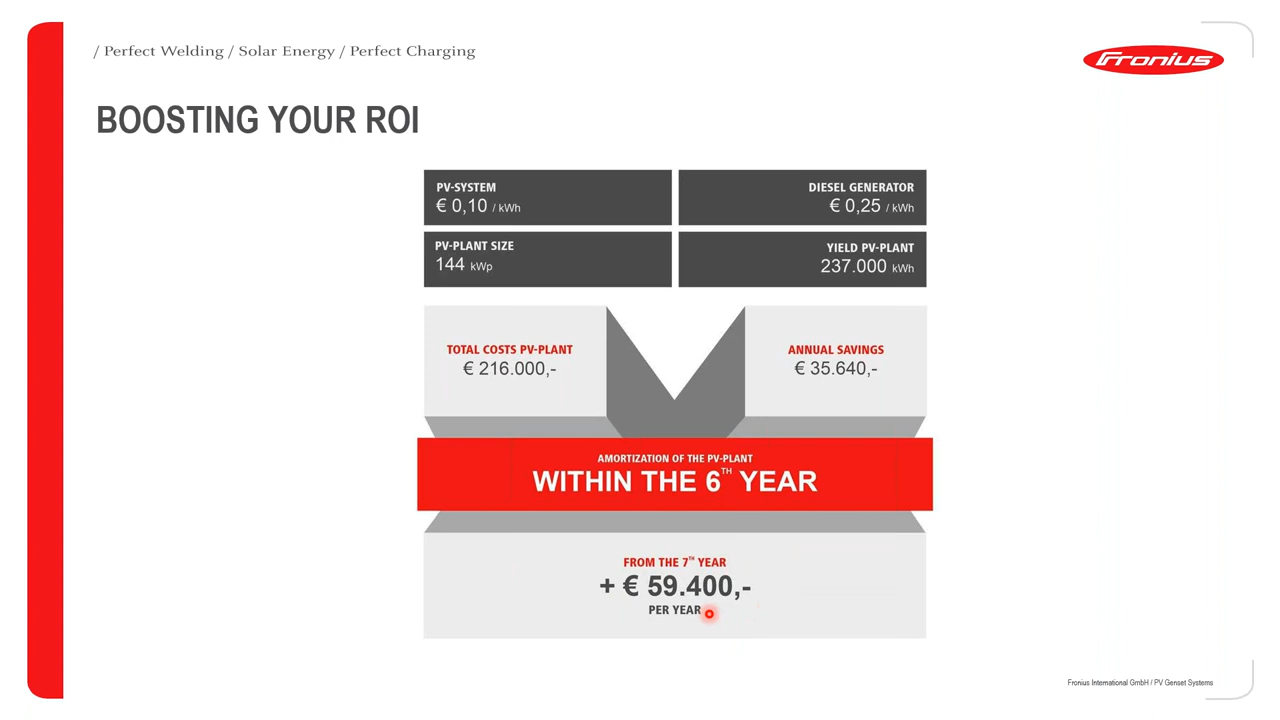 / Perfect Welding / Solar Energy / Perfect Charging
Fronius
BOOSTING YOUR ROI
PV-SYSTEM
€ 0,10 / kWh
DIESEL GENERATOR
€ 0,25 / kWh
PV-PLANT SIZE
144 kWp
YIELD PV-PLANT
237.000 kWh
TOTAL COSTS PV-PLANT
€ 216.000,-
ANNUAL SAVINGS
€ 35.640,-
AMORTIZATION OF THE PV-PLANT
WITHIN THE 6TH YEAR
FROM THE 7TH YEAR
+ € 59.400,-
PER YEAR
Fronius International GmbH / PV Genset Systems